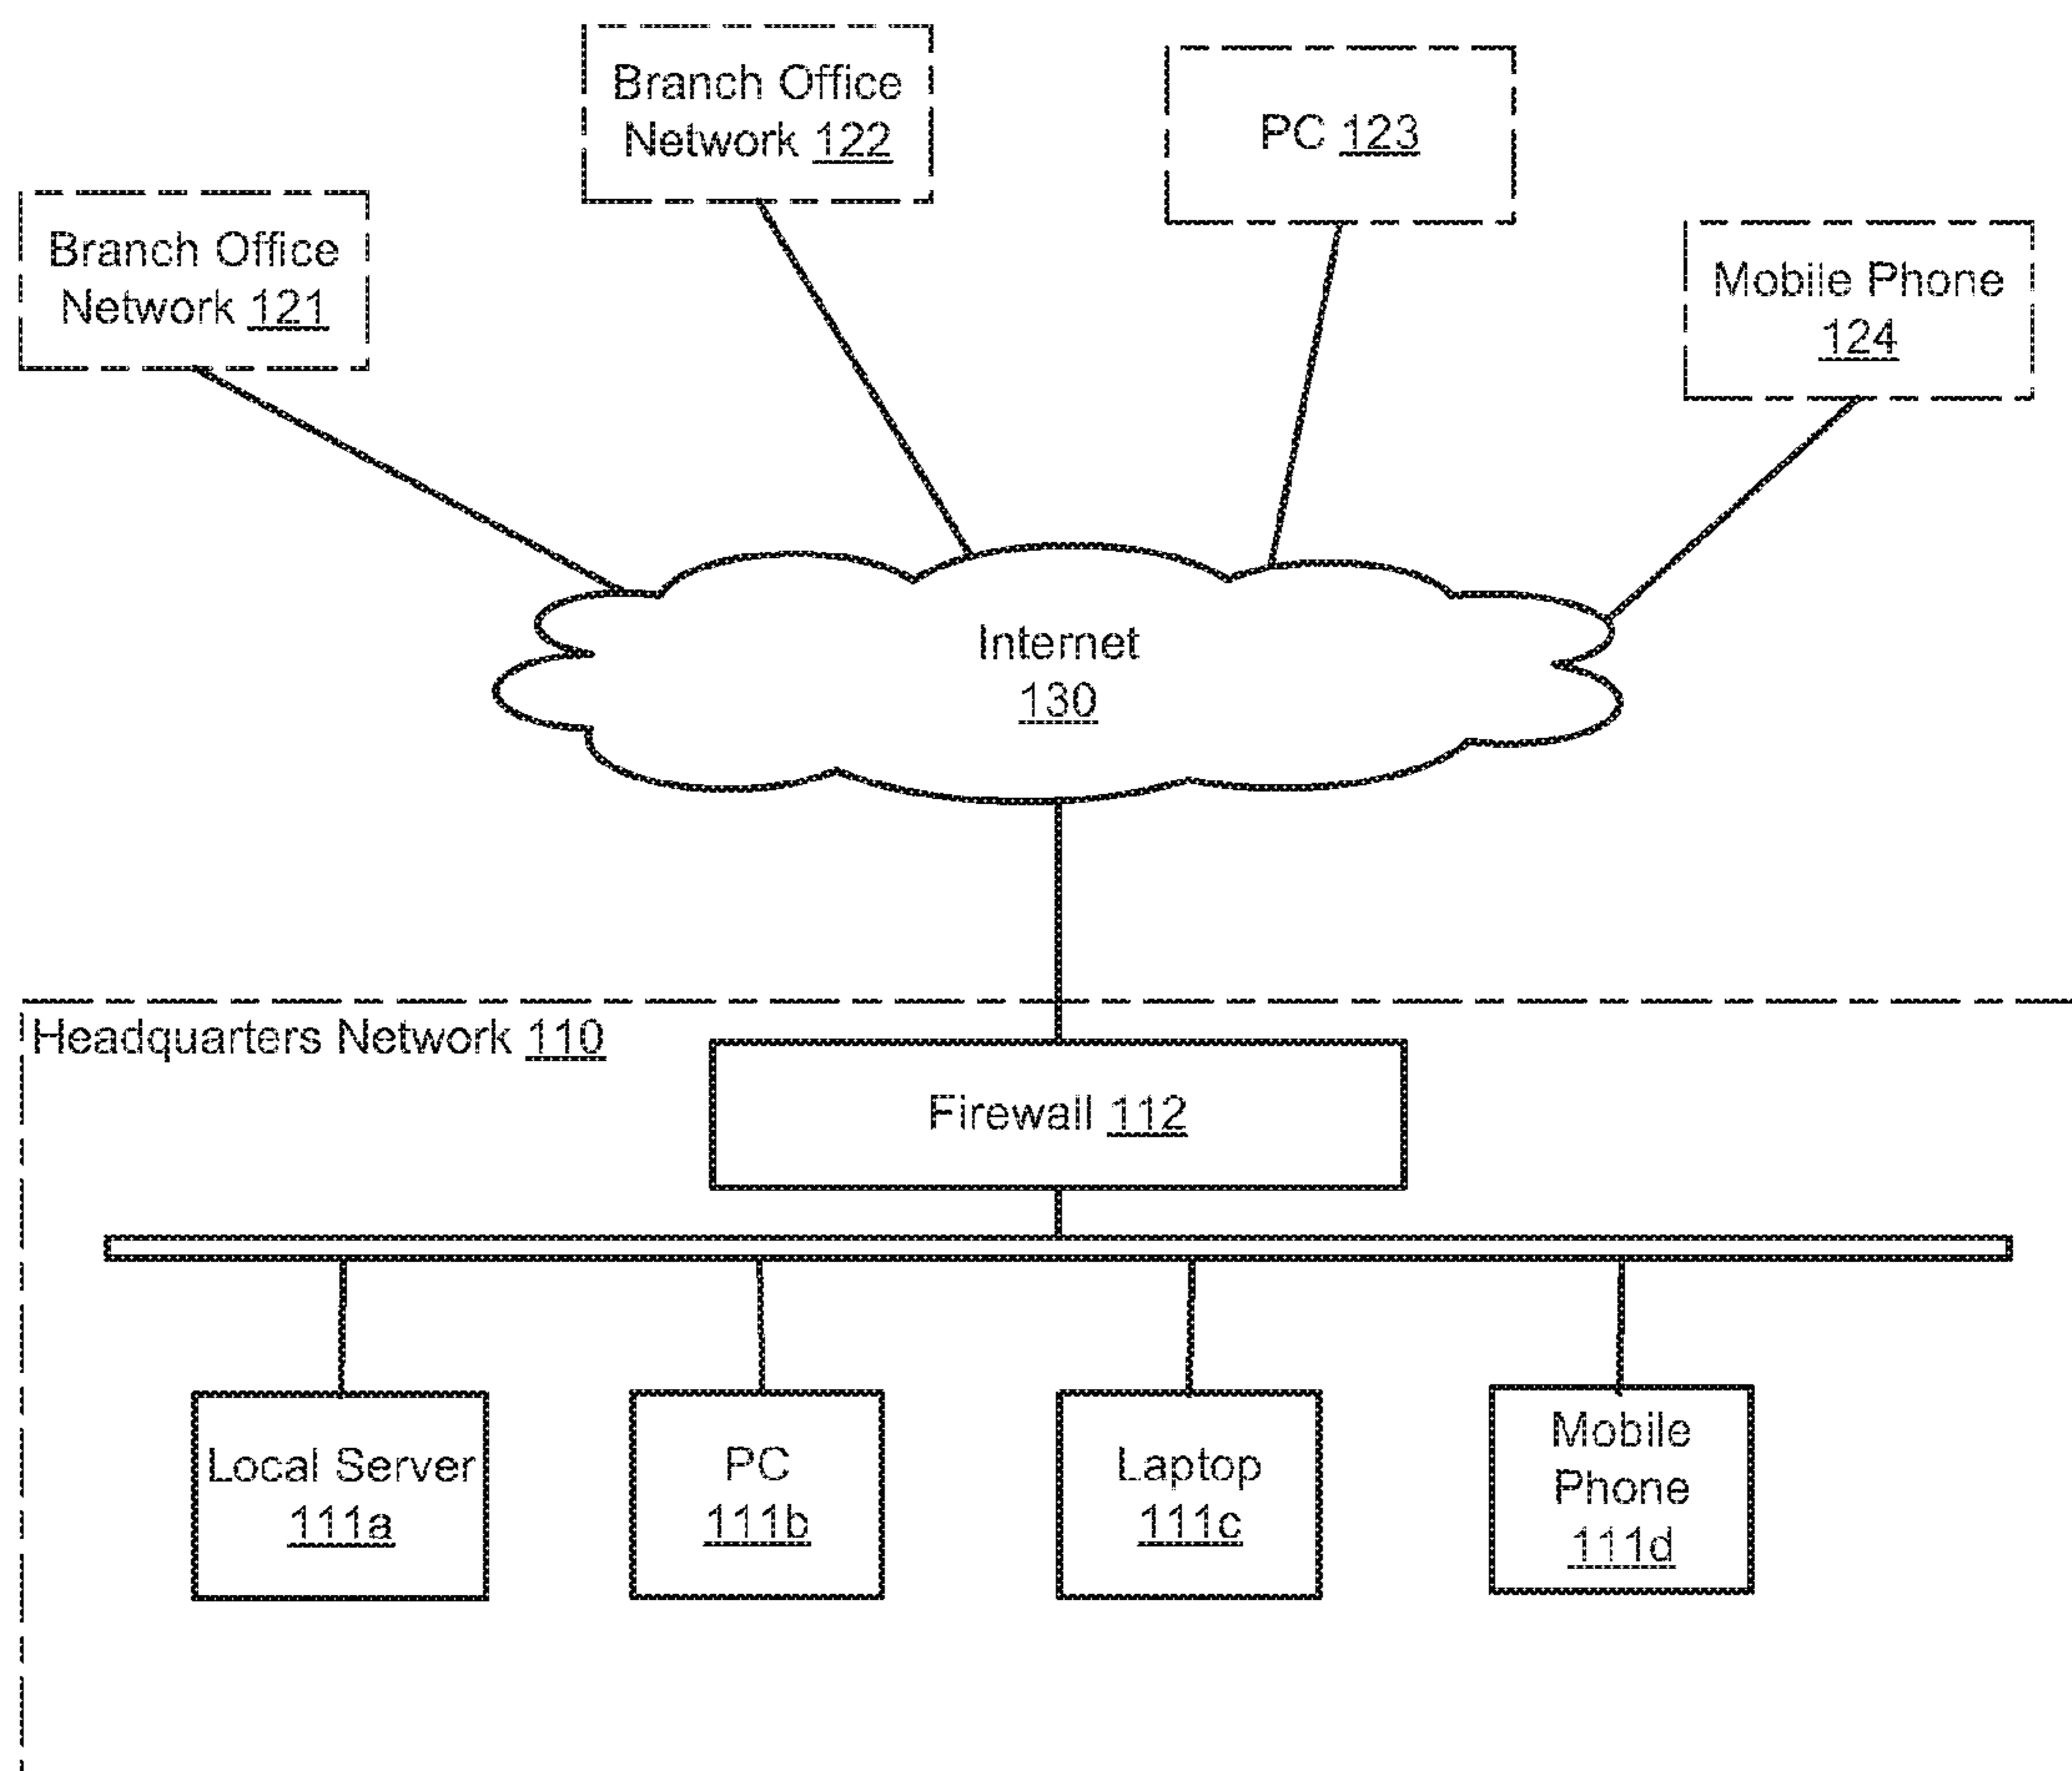 Branch Office
Network 122
PC 123
Branch Office
Network 121
Mobile Phone
124
Internet
130
Headquarters Network 110
Firewall 112
Local Server
111a
PC
111b
Laptop
111c
Mobile
Phone
111d